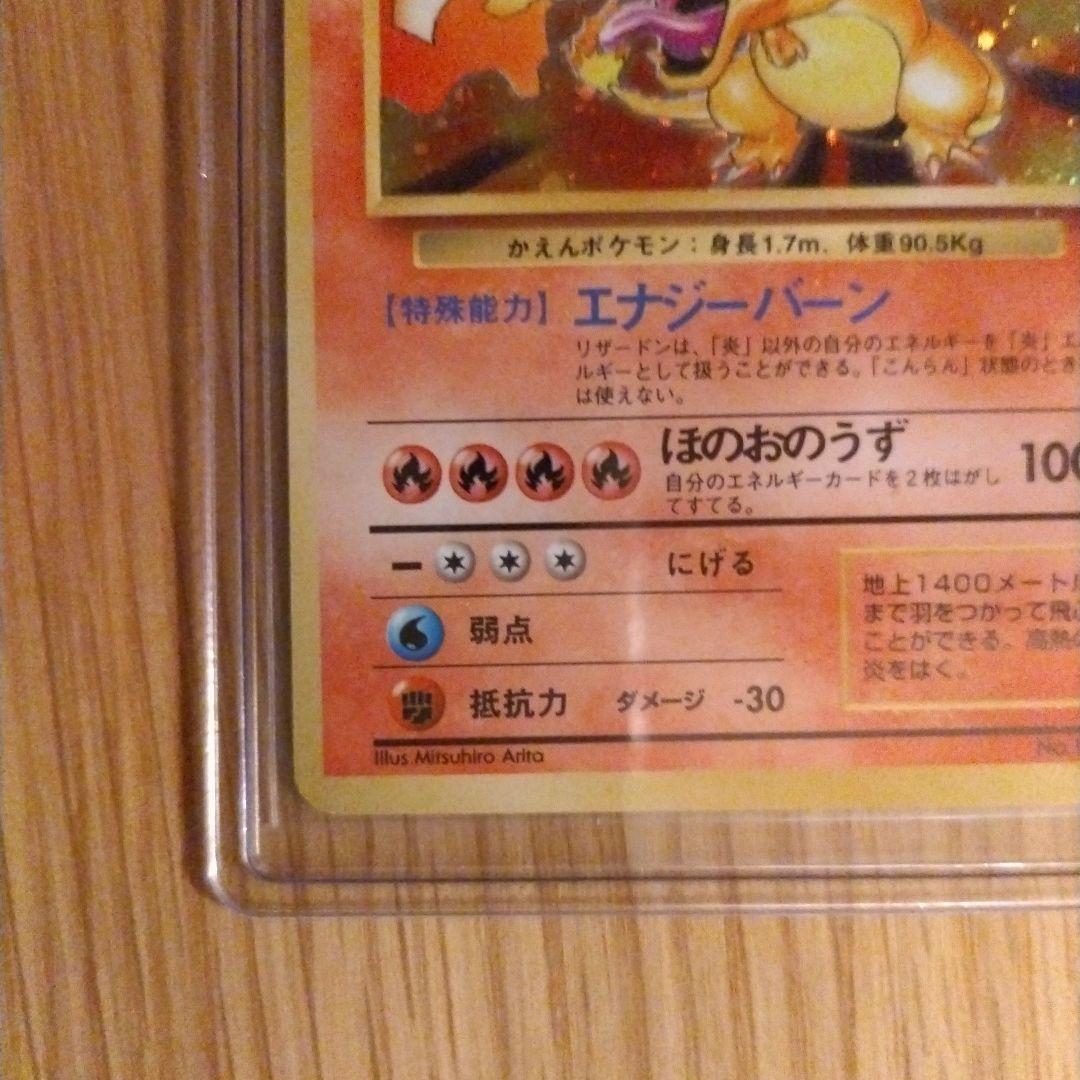 かえんポケモン：身長1.7m、体重90.5Kg
【特殊能力】エナジーバーン
リザードンは、「炎」以外の自分のエネルギーを「炎」エ
ルギーとして扱うことができる。「こんらん」状態のとき
は使えない。
ほのおのうず 100
自分のエネルギーカードを２枚はがし
てすてる。
にげる
弱点
抵抗力 ダメージ -30
地上1400メートル
まで羽をつかって飛ぶ
ことができる。高熱の
炎をはく。
Illus Mitsuhiro Arita
No.